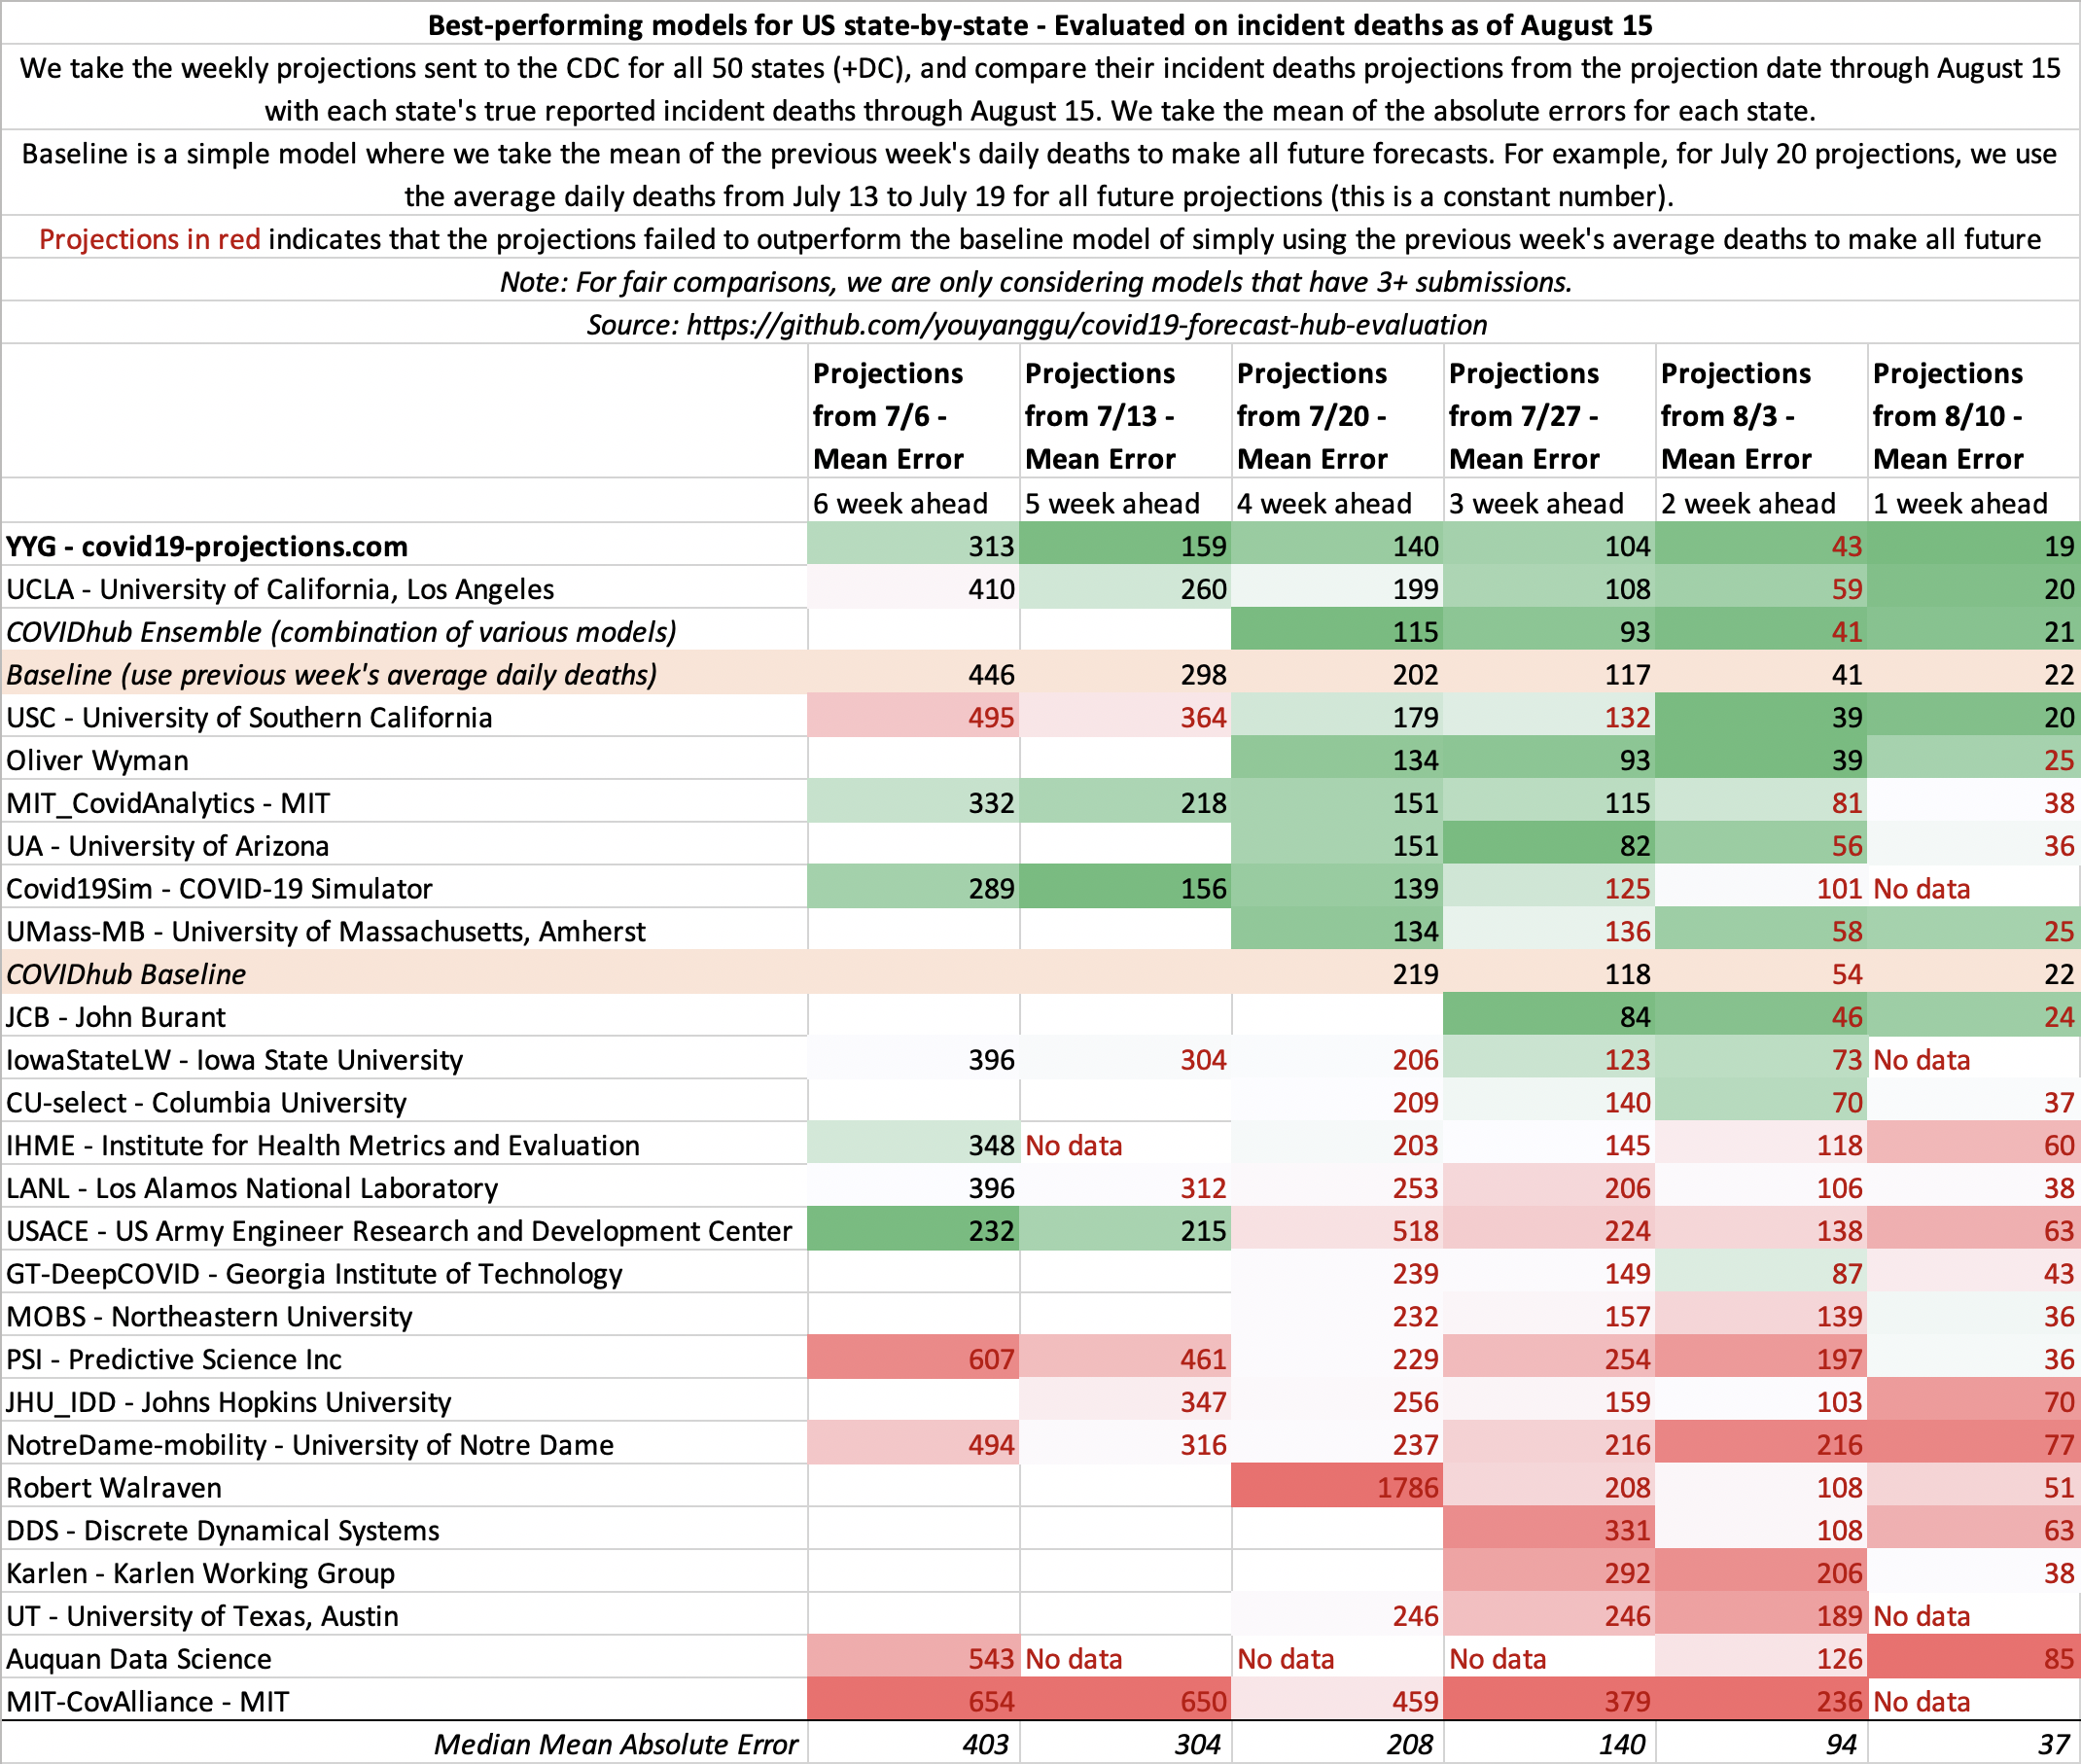 Best-performing models for US state-by-state - Evaluated on incident deaths as of August 15
We take the weekly projections sent to the CDC for all 50 states (+DC), and compare their incident deaths projections from the projection date through August 15
with each state's true reported incident deaths through August 15. We take the mean of the absolute errors for each state.
Baseline is a simple model where we take the mean of the previous week's daily deaths to make all future forecasts. For example, for July 20 projections, we use
the average daily deaths from July 13 to July 19 for all future projections (this is a constant number).
Projections in red indicates that the projections failed to outperform the baseline model of simply using the previous week's average deaths to make all future
Note: For fair comparisons, we are only considering models that have 3+ submissions.
Source: https://github.com/youyanggu/covid19-forecast-hub-evaluation
Projections Projections Projections Projections Projections Projections
from 7/6 - from 7/13 - from 7/20 - from 7/27 - from 8/3 - from 8/10 -
Mean Error Mean Error Mean Error Mean Error Mean Error Mean Error
6 week ahead 5 week ahead 4 week ahead 3 week ahead 2 week ahead 1 week ahead
YYG - covid19-projections.com 313 159 140 104 43 19
UCLA - University of California, Los Angeles 410 260 199 108 59 20
COVIDhub Ensemble (combination of various models) 115 93 41 21
Baseline (use previous week's average daily deaths) 446 298 202 117 41 22
USC - University of Southern California 495 364 179 132 39 20
Oliver Wyman 134 93 39 25
MIT_CovidAnalytics - MIT 332 218 151 115 81 38
UA - University of Arizona 151 82 56 36
Covid19Sim - COVID-19 Simulator 289 156 139 125 101 No data
UMass-MB - University of Massachusetts, Amherst 134 136 58 25
COVIDhub Baseline 219 118 54 22
JCB - John Burant 84 46 24
IowaStateLW - Iowa State University 396 304 206 123 73 No data
CU-select - Columbia University 209 140 70 37
IHME - Institute for Health Metrics and Evaluation 348 No data 203 145 118 60
LANL - Los Alamos National Laboratory 396 312 253 206 106 38
USACE - US Army Engineer Research and Development Center 232 215 518 224 138 63
GT-DeepCOVID - Georgia Institute of Technology 239 149 87 43
MOBS - Northeastern University 232 157 139 36
PSI - Predictive Science Inc 607 461 229 254 197 36
JHU_IDD - Johns Hopkins University 347 256 159 103 70
NotreDame-mobility - University of Notre Dame 494 316 237 216 216 77
Robert Walraven 1786 208 108 51
DDS - Discrete Dynamical Systems 331 108 63
Karlen - Karlen Working Group 292 206 38
UT - University of Texas, Austin 246 246 189 No data
Auquan Data Science 543 No data No data No data 126 85
MIT-CovAlliance - MIT 654 650 459 379 236 No data
Median Mean Absolute Error 403 304 208 140 94 37